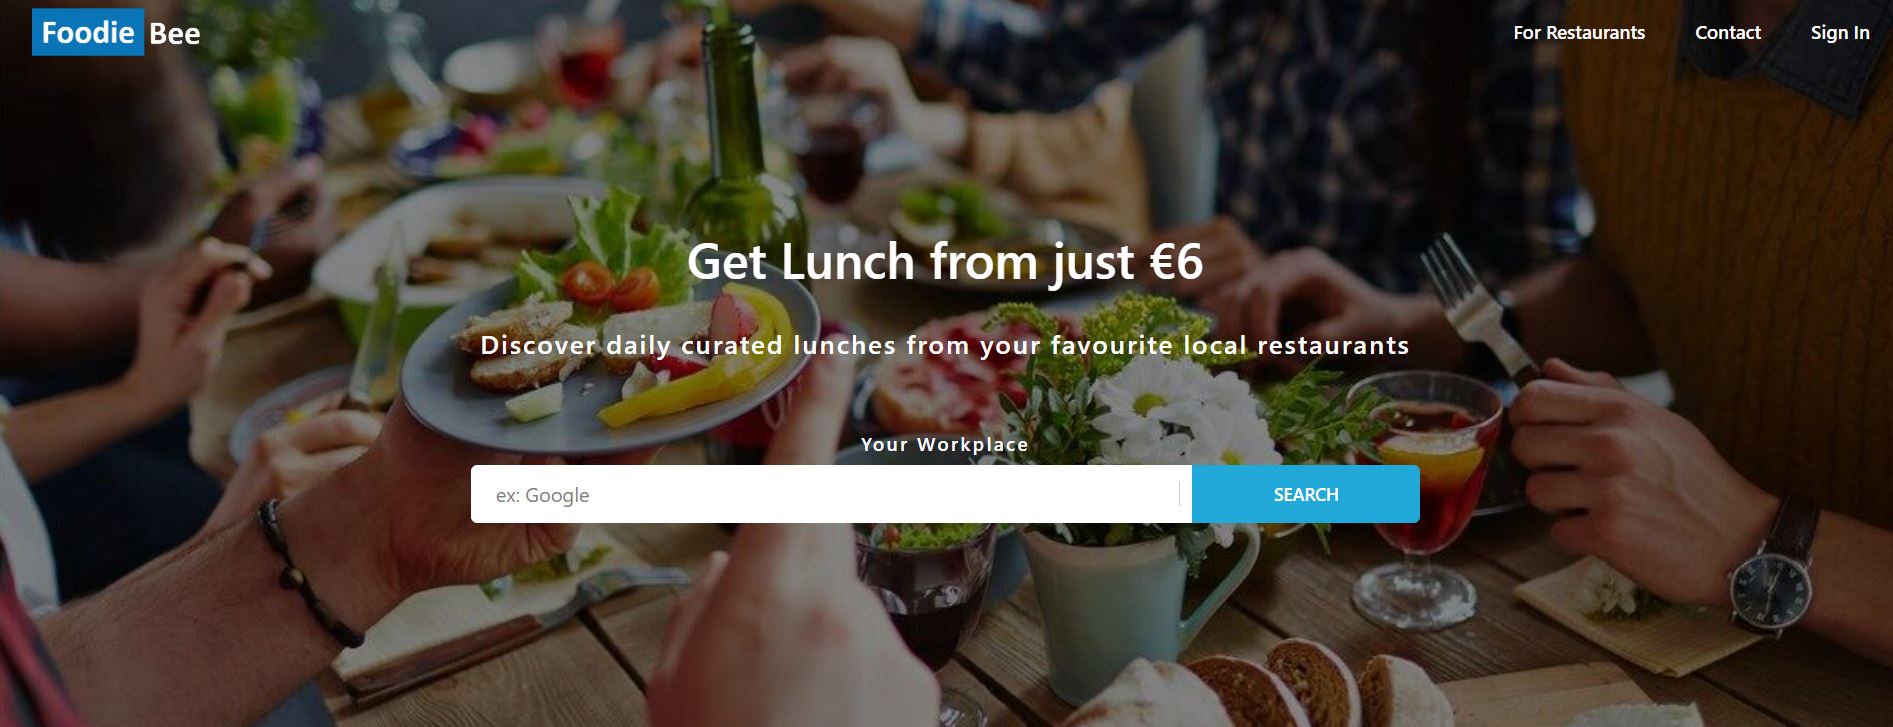 Foodie Bee
For Restaurants
Contact
Sign In
Get Lunch from just €6
Discover daily curated lunches from your favourite local restaurants
Your Workplace
ex: Google
SEARCH